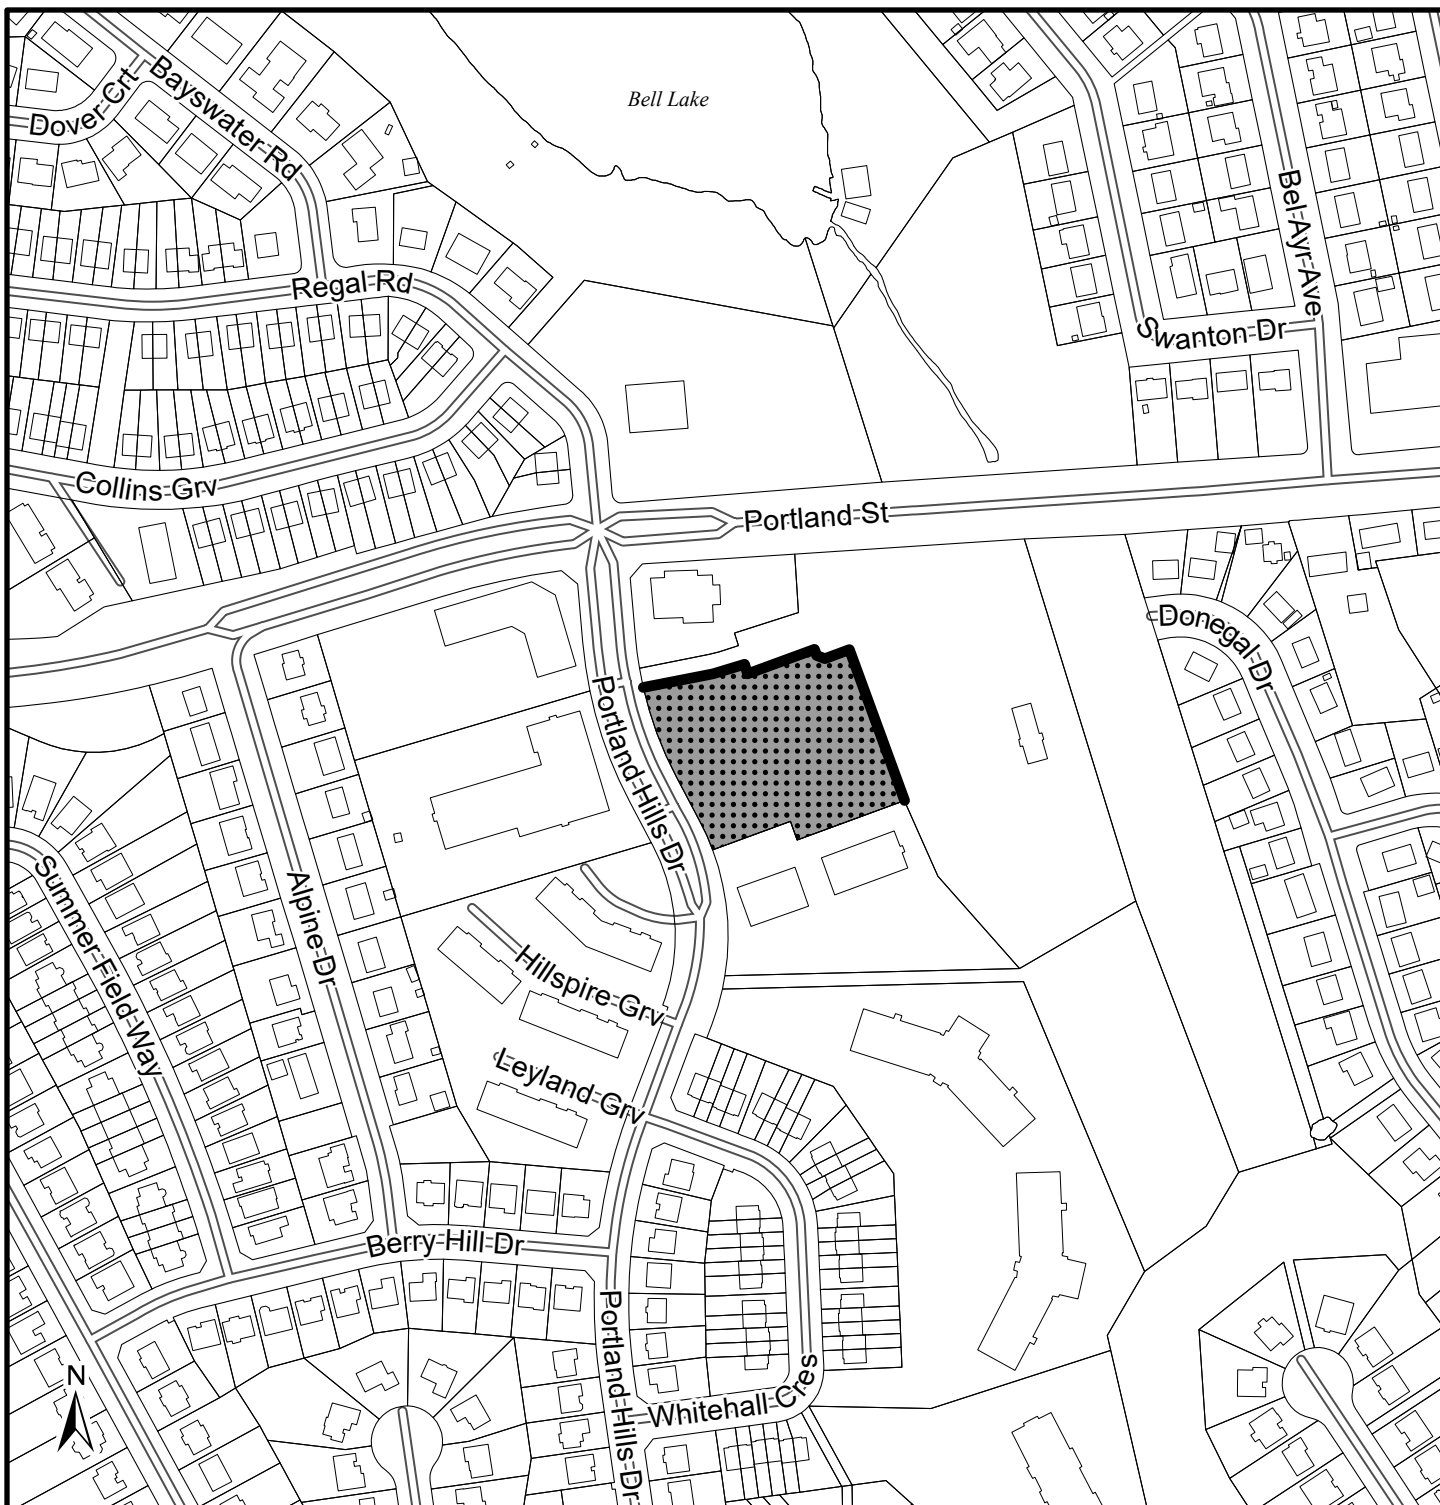 Bell Lake
Dover Crt
Bayswater Rd
Bel Ayr Ave
Regal Rd
Swanton Dr
Collins Grv
Portland St
Donegal Dr
Portland Hills Dr
Summer Field Way
Alpine Dr
Hillspire Grv
Leyland Grv
Berry Hill Dr
Portland Hills Dr
Whitehall Cres
N